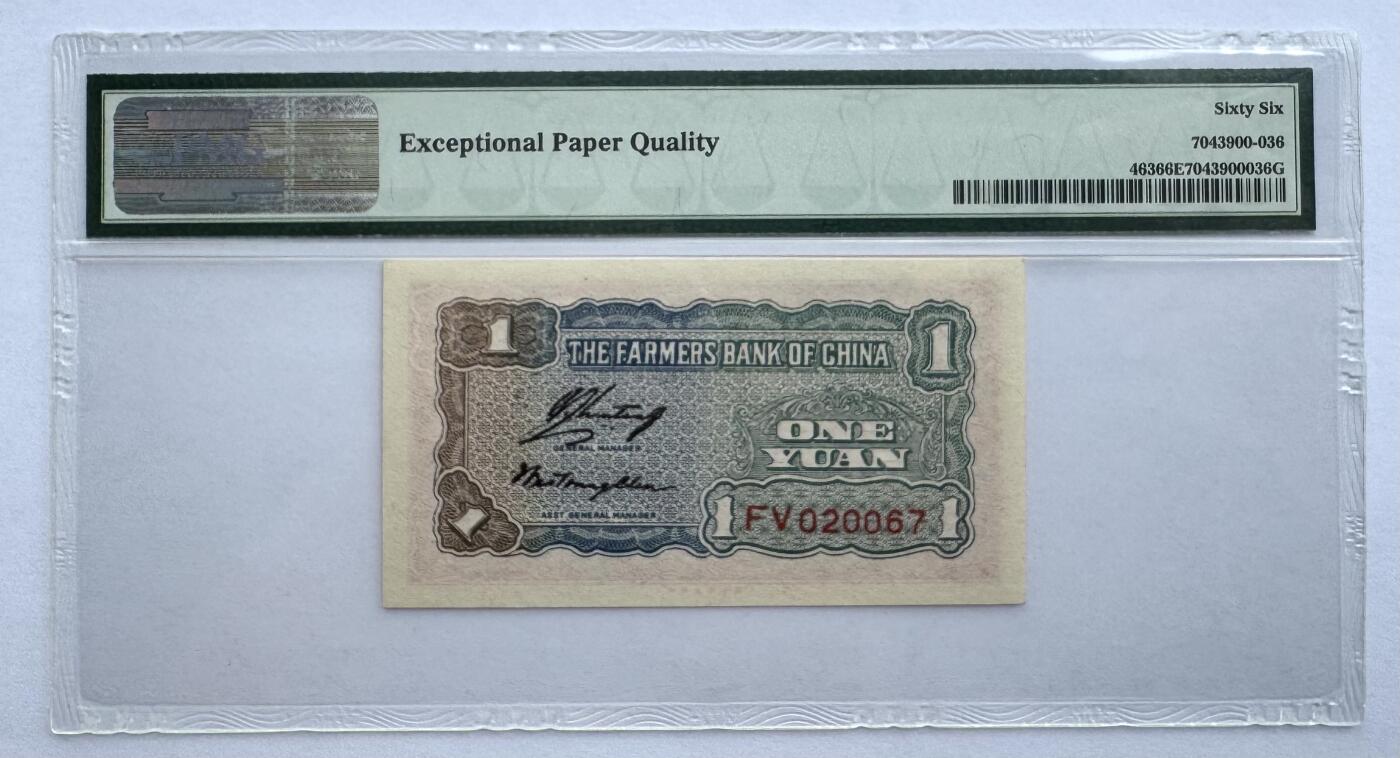 Exceptional Paper Quality
Sixty Six
7043900-036
46366E7043900036G
1
THE FARMERS BANK OF CHINA
1
GENERAL MANAGER
ONE
YUAN
ASST GENERAL MANAGER
1
1
FV020067
1